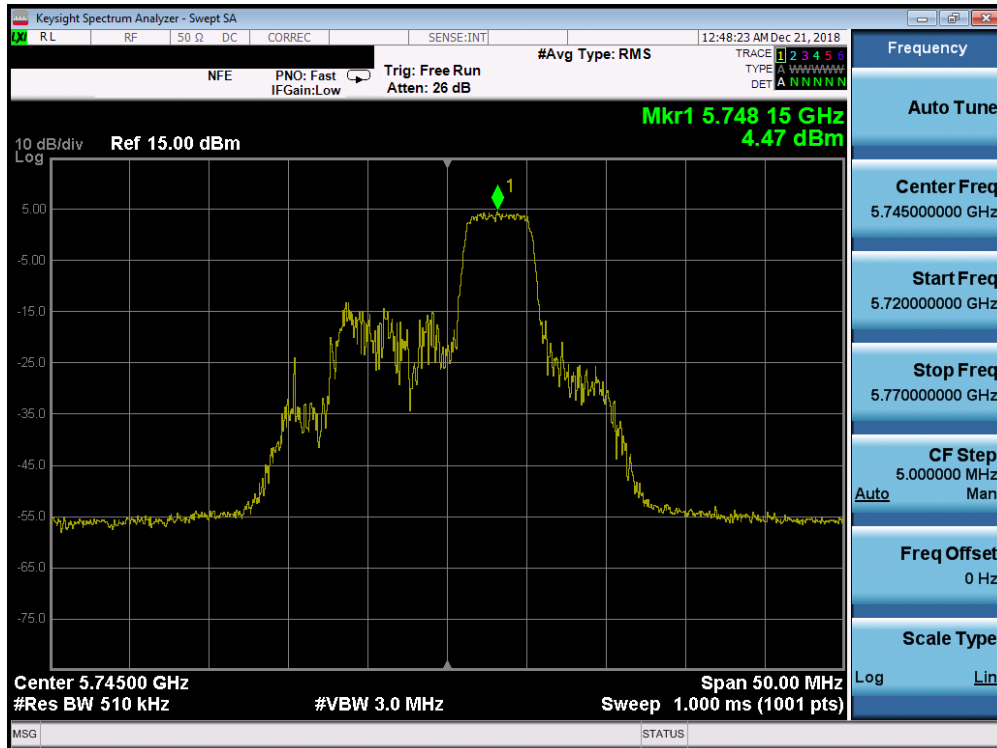 Keysight Spectrum Analyzer - Swept SA
LXI RL RF 50 Ω DC CORREC SENSE:INT 12:48:23 AM Dec 21, 2018
NFE PNO: Fast IFGain:Low Trig: Free Run Atten: 26 dB #Avg Type: RMS
TRACE 1 2 3 4 5 6
TYPE A WWWWW
DET A N N N N N
Mkr1 5.748 15 GHz
4.47 dBm
10 dB/div Ref 15.00 dBm
Log
1
5.00
-5.00
-15.0
-25.0
-35.0
-45.0
-55.0
-65.0
-75.0
Center 5.74500 GHz Span 50.00 MHz
#Res BW 510 kHz #VBW 3.0 MHz Sweep 1.000 ms (1001 pts)
MSG STATUS
Frequency
Auto Tune
Center Freq
5.745000000 GHz
Start Freq
5.720000000 GHz
Stop Freq
5.770000000 GHz
CF Step
5.000000 MHz
Auto Man
Freq Offset
0 Hz
Scale Type
Log Lin